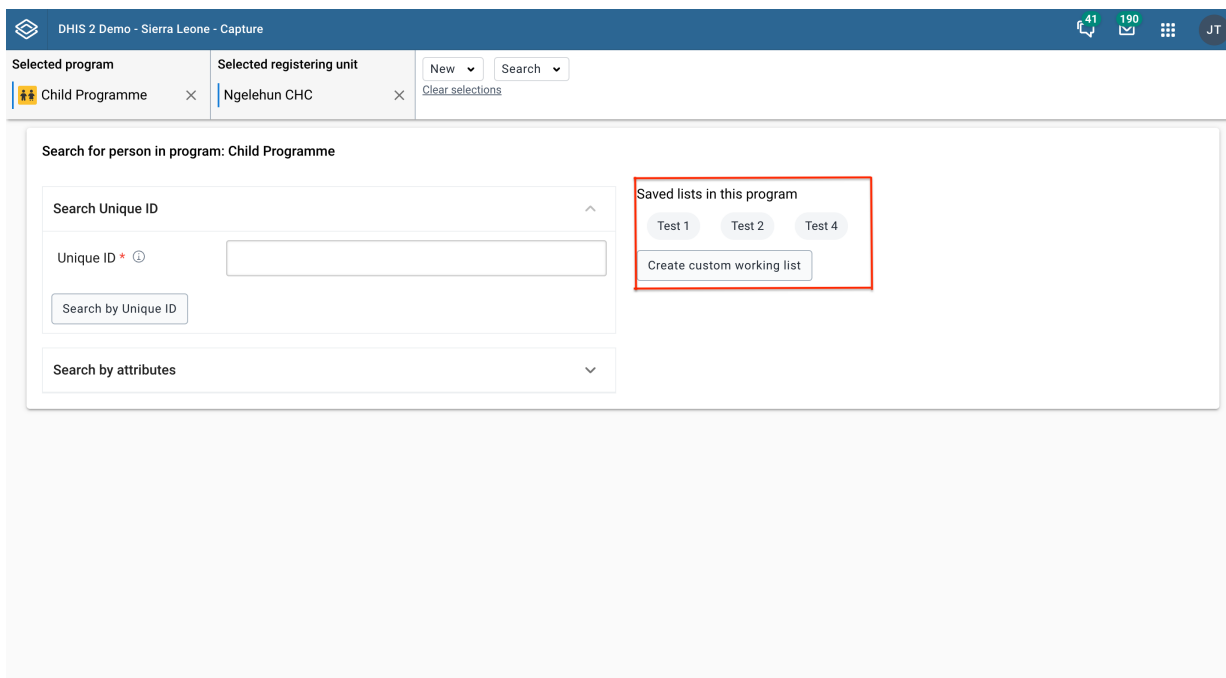 DHIS 2 Demo - Sierra Leone - Capture
41
190
JT
Selected program
Child Programme
Selected registering unit
Ngelehun CHC
New
Search
Clear selections
Search for person in program: Child Programme
Search Unique ID
Unique ID *
Search by Unique ID
Search by attributes
Saved lists in this program
Test 1
Test 2
Test 4
Create custom working list